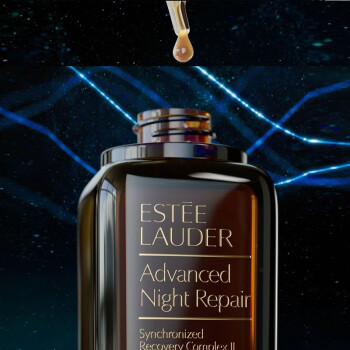 ESTĒE
LAUDER
Advanced
Night Repair
Synchronized
Recovery Complex II